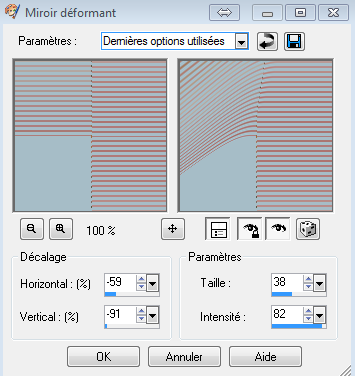 Miroir déformant
Paramètres : Dernières options utilisées
100 %
Décalage
Horizontal : (%) -59
Vertical : (%) -91
Paramètres
Taille : 38
Intensité : 82
OK Annuler Aide